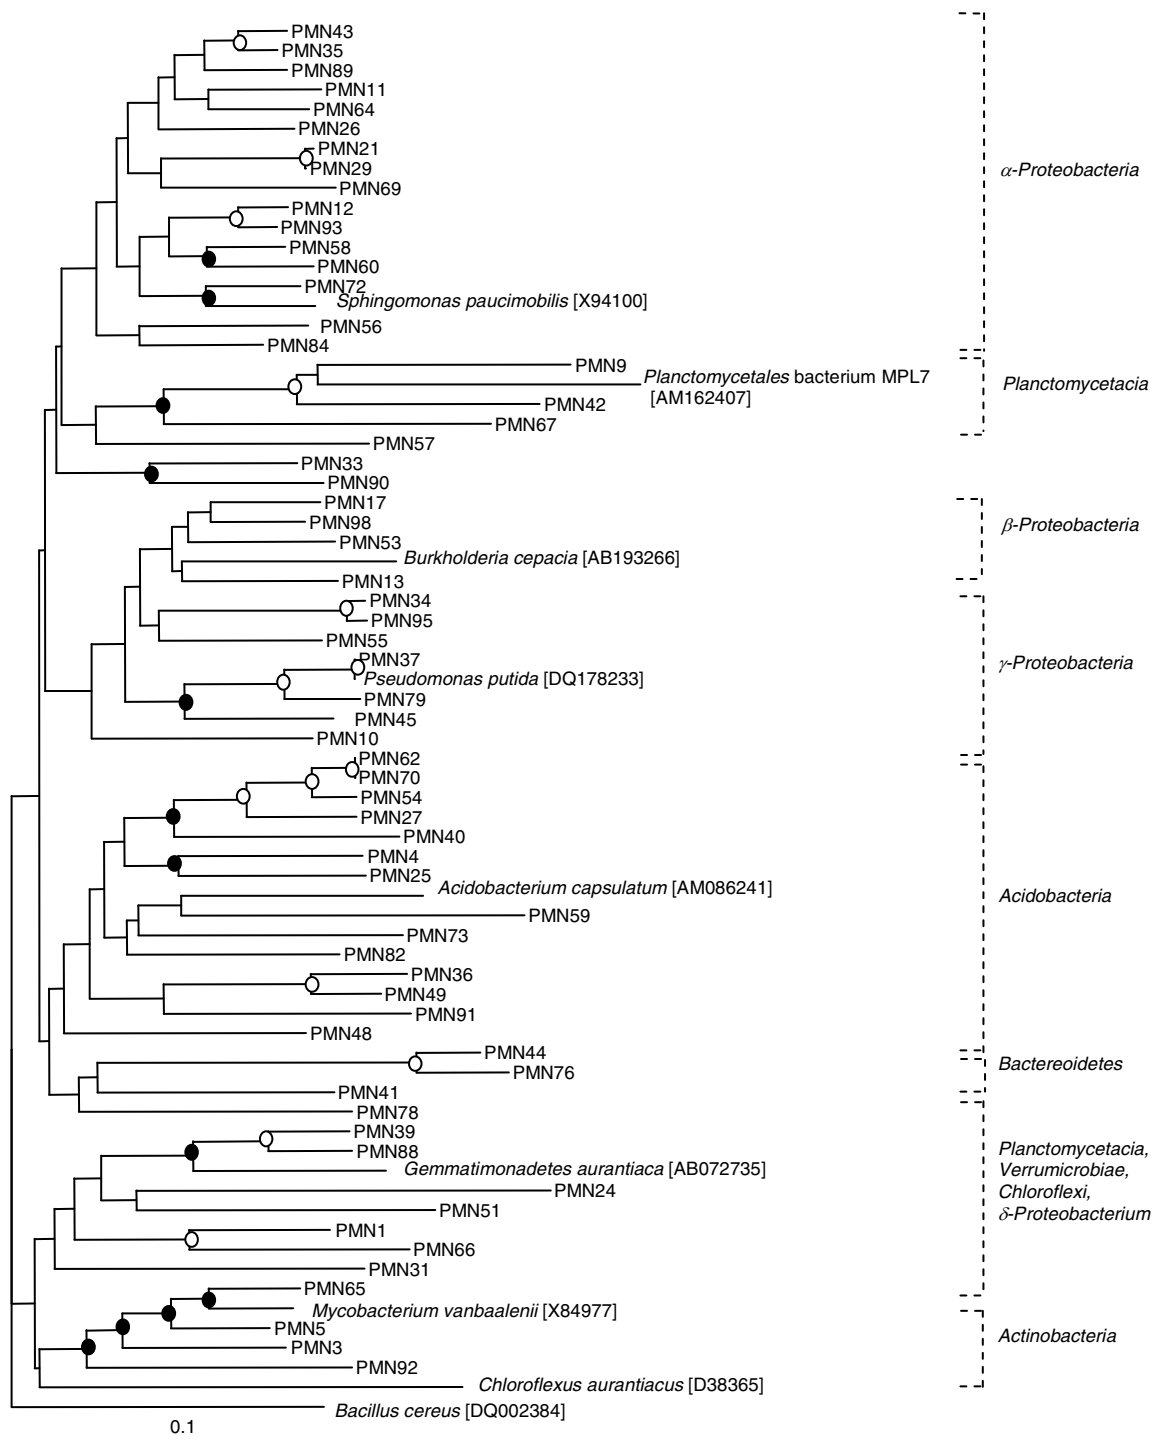 PMN43
PMN35
PMN89
PMN11
PMN64
PMN26
PMN21
PMN29
PMN69
α-Proteobacteria
PMN12
PMN93
PMN58
PMN60
PMN72
Sphingomonas paucimobilis [X94100]
PMN56
PMN84
PMN9
Planctomycetales bacterium MPL7
[AM162407]
Planctomycetacia
PMN42
PMN67
PMN57
PMN33
PMN90
PMN17
PMN98
β-Proteobacteria
PMN53
Burkholderia cepacia [AB193266]
PMN13
PMN34
PMN95
PMN55
PMN37
γ-Proteobacteria
Pseudomonas putida [DQ178233]
PMN79
PMN45
PMN10
PMN62
PMN70
PMN54
PMN27
PMN40
PMN4
PMN25
Acidobacterium capsulatum [AM086241]
Acidobacteria
PMN59
PMN73
PMN82
PMN36
PMN49
PMN91
PMN48
PMN44
Bactereoidetes
PMN76
PMN41
PMN78
PMN39
PMN88
Gemmatimonadetes aurantiaca [AB072735]
Planctomycetacia,
Verrumicrobiae,
Chloroflexi,
δ-Proteobacterium
PMN24
PMN51
PMN1
PMN66
PMN31
PMN65
Mycobacterium vanbaalenii [X84977]
PMN5
Actinobacteria
PMN3
PMN92
Chloroflexus aurantiacus [D38365]
Bacillus cereus [DQ002384]
0.1